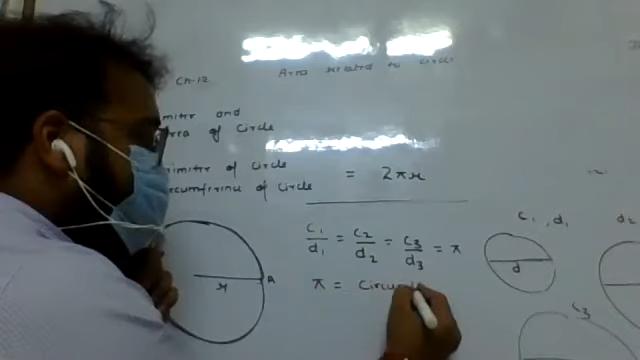 Ch-12 Area related to circle
imiter and
rea of Circle
imiter of Circle
rcumference of Circle = 2πr
C1/d1 = C2/d2 = C3/d3 = π
π = Circum
r A
C1, d1
d
d2
C3